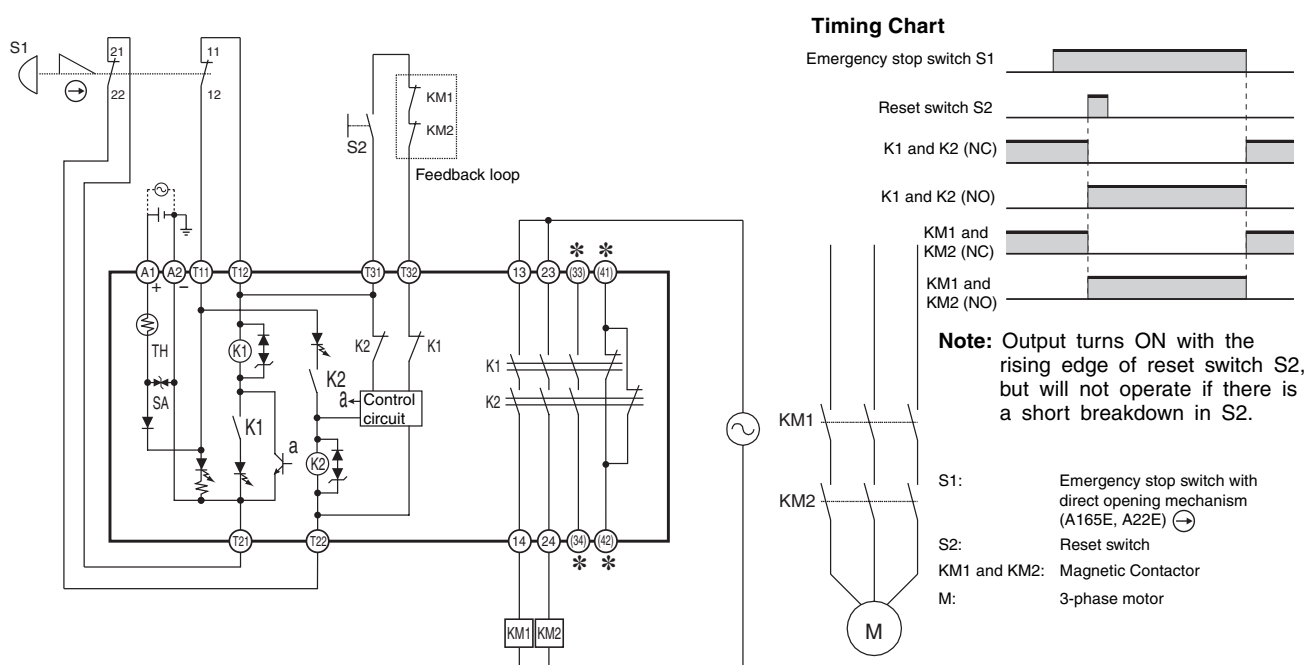 S1
21
22
11
12
S2
KM1
KM2
Feedback loop
A1
A2
T11
T12
T31
T32
13
23
(33)
(41)
*
*
+
−
TH
SA
K1
K1
a
K2
K2
K2
K1
a
Control
circuit
K1
K2
T21
T22
14
24
(34)
(42)
*
*
KM1
KM2
Timing Chart
Emergency stop switch S1
Reset switch S2
K1 and K2 (NC)
K1 and K2 (NO)
KM1 and
KM2 (NC)
KM1 and
KM2 (NO)
Note: Output turns ON with the
rising edge of reset switch S2,
but will not operate if there is
a short breakdown in S2.
KM1
KM2
M
S1: Emergency stop switch with
direct opening mechanism
(A165E, A22E)
S2: Reset switch
KM1 and KM2: Magnetic Contactor
M: 3-phase motor